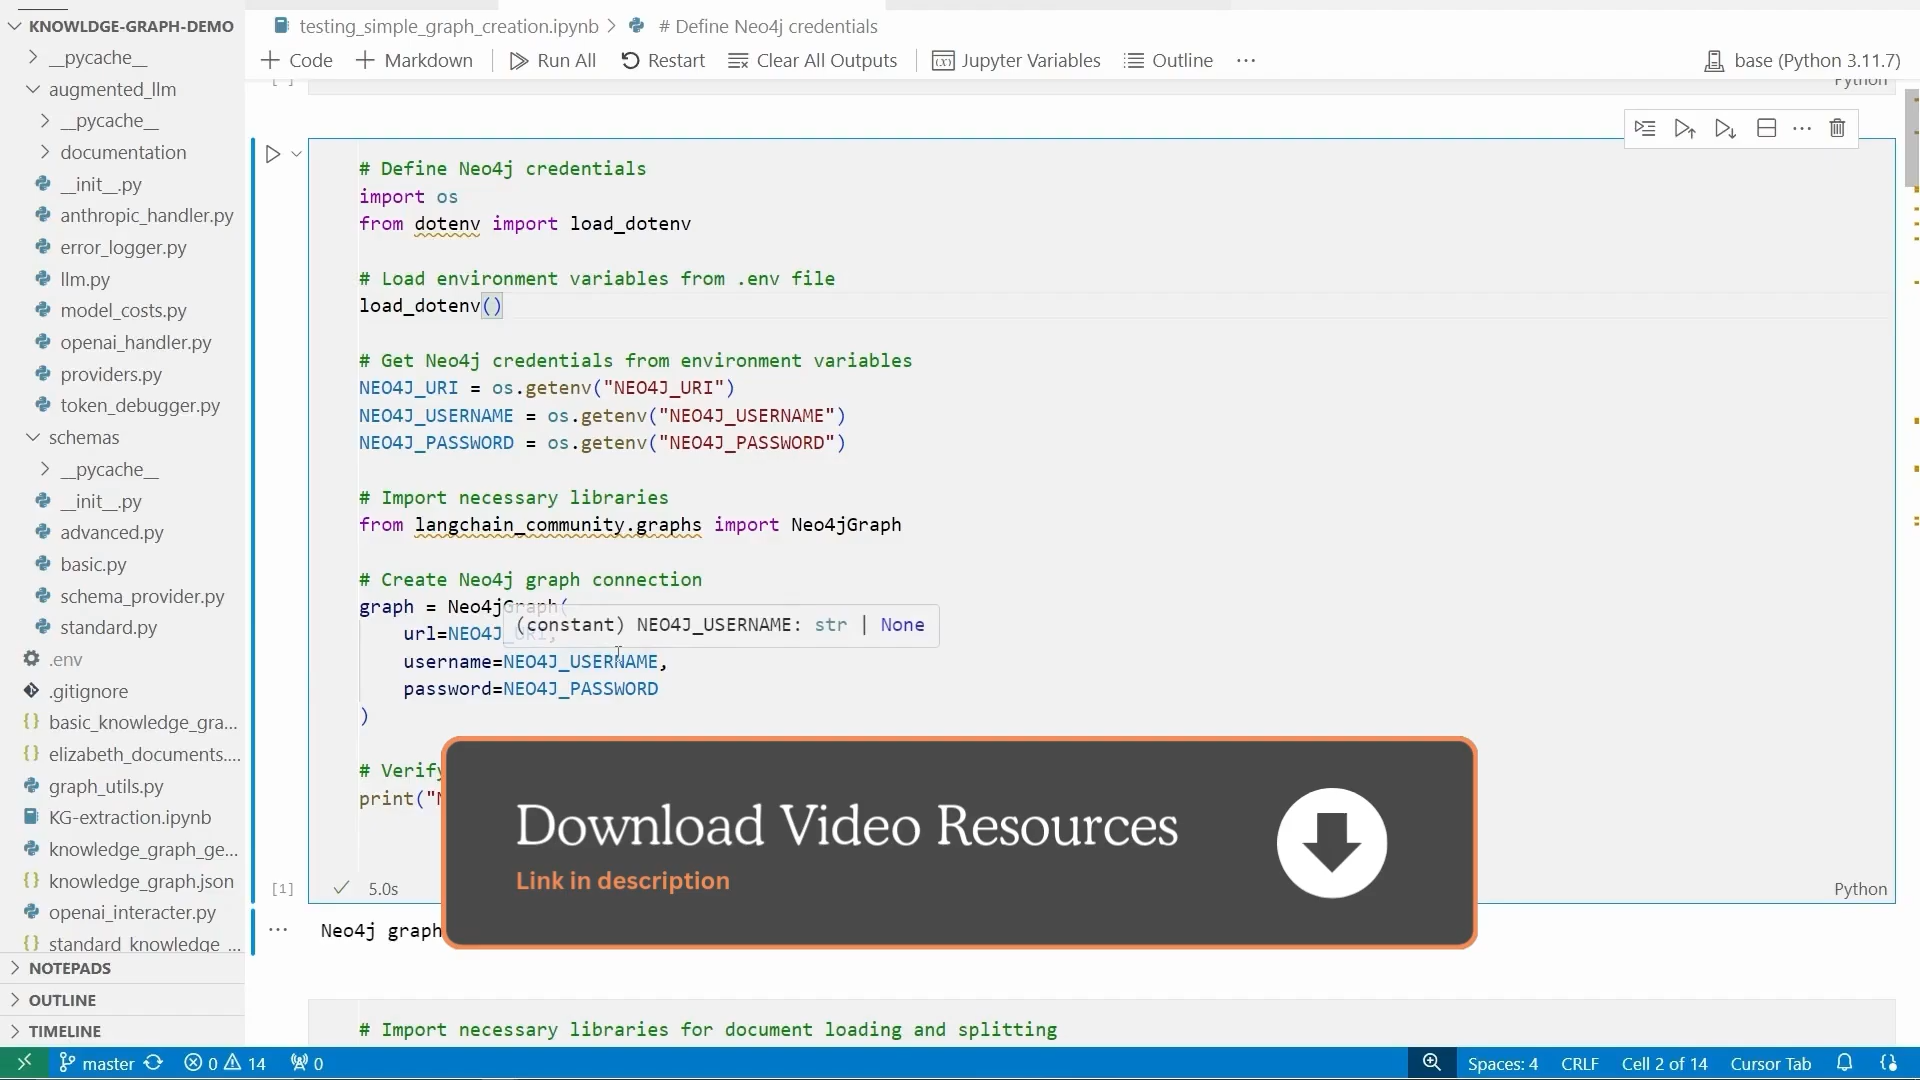 KNOWLDGE-GRAPH-DEMO
__pycache__
augmented_llm
__pycache__
documentation
__init__.py
anthropic_handler.py
error_logger.py
llm.py
model_costs.py
openai_handler.py
providers.py
token_debugger.py
schemas
__pycache__
__init__.py
advanced.py
basic.py
schema_provider.py
standard.py
.env
.gitignore
basic_knowledge_gra...
elizabeth_documents....
graph_utils.py
KG-extraction.ipynb
knowledge_graph_ge...
knowledge_graph.json
openai_interacter.py
standard_knowledge_...
NOTEPADS
OUTLINE
TIMELINE
testing_simple_graph_creation.ipynb > # Define Neo4j credentials
Code Markdown Run All Restart Clear All Outputs Jupyter Variables Outline ... base (Python 3.11.7)
[ ] Python
# Define Neo4j credentials
import os
from dotenv import load_dotenv
# Load environment variables from .env file
load_dotenv()
# Get Neo4j credentials from environment variables
NEO4J_URI = os.getenv("NEO4J_URI")
NEO4J_USERNAME = os.getenv("NEO4J_USERNAME")
NEO4J_PASSWORD = os.getenv("NEO4J_PASSWORD")
# Import necessary libraries
from langchain_community.graphs import Neo4jGraph
# Create Neo4j graph connection
graph = Neo4jGraph(
(constant) NEO4J_USERNAME: str | None
url=NEO4J_URI,
username=NEO4J_USERNAME,
password=NEO4J_PASSWORD
)
# Verify
print("N
Download Video Resources
Link in description
[1] 5.0s Python
Neo4j graph
# Import necessary libraries for document loading and splitting
master 0 14 0 Spaces: 4 CRLF Cell 2 of 14 Cursor Tab